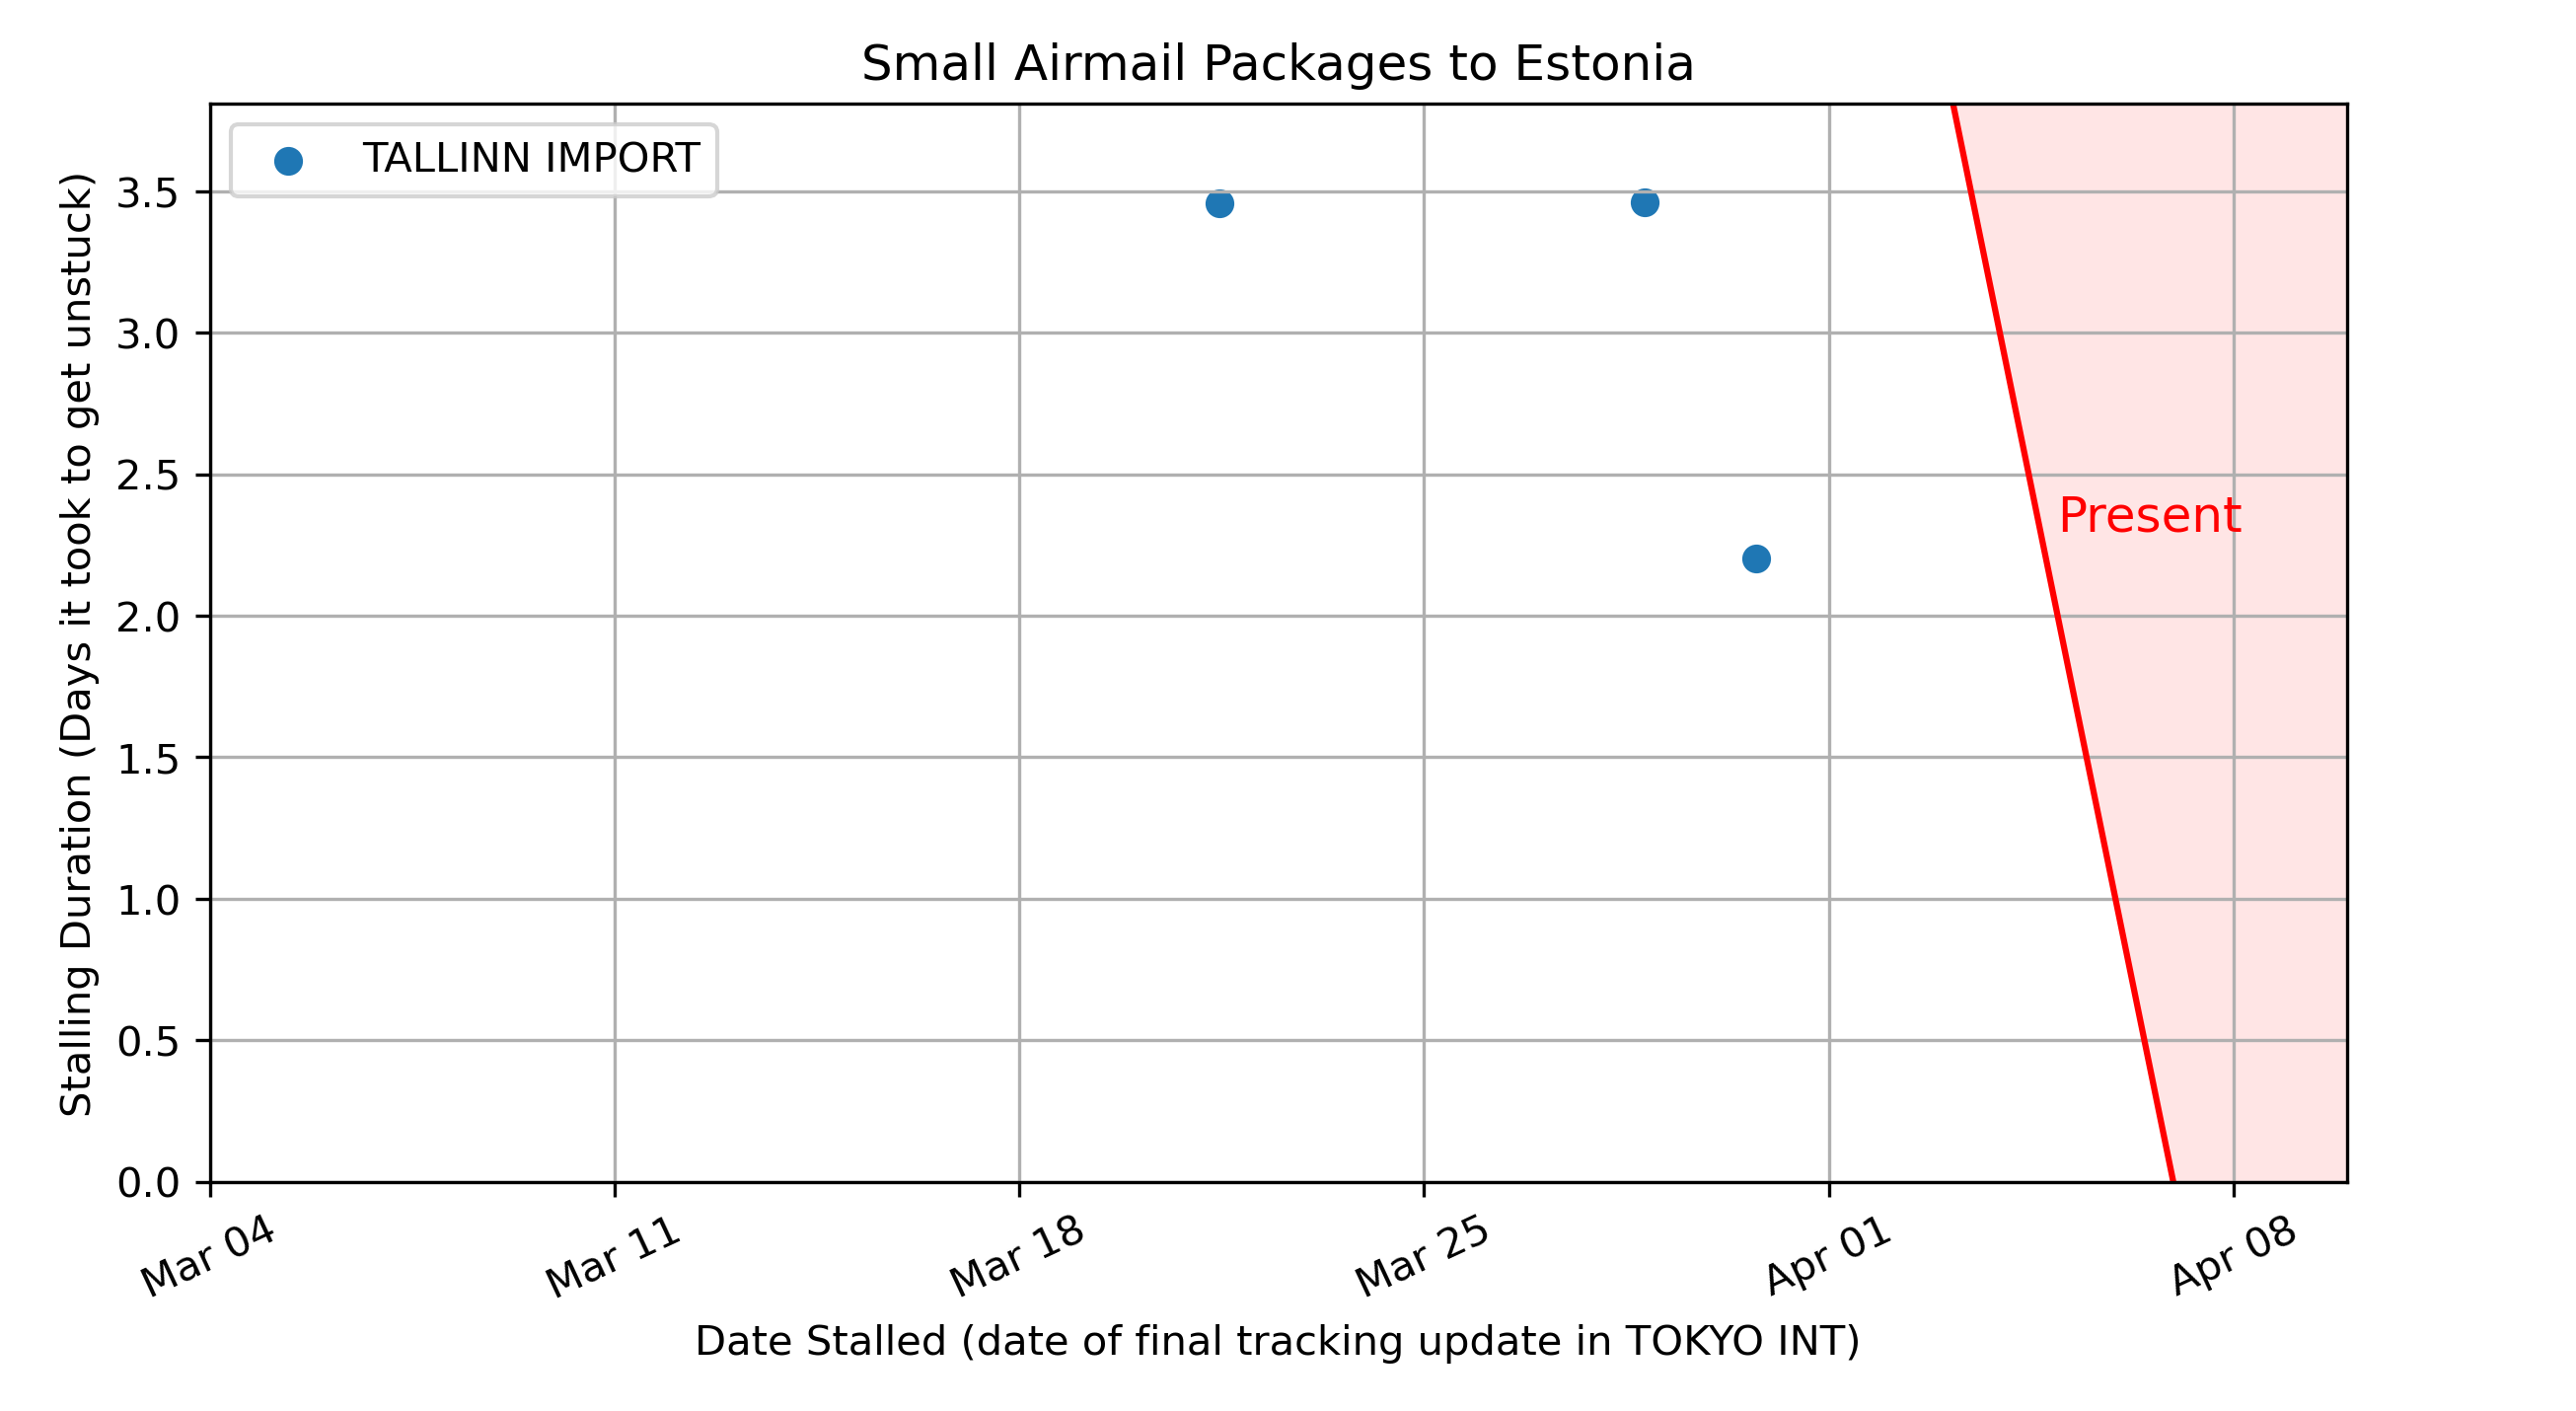 Small Airmail Packages to Estonia
TALLINN IMPORT
Stalling Duration (Days it took to get unstuck)
3.5
3.0
2.5
2.0
1.5
1.0
0.5
0.0
Present
Mar 04
Mar 11
Mar 18
Mar 25
Apr 01
Apr 08
Date Stalled (date of final tracking update in TOKYO INT)